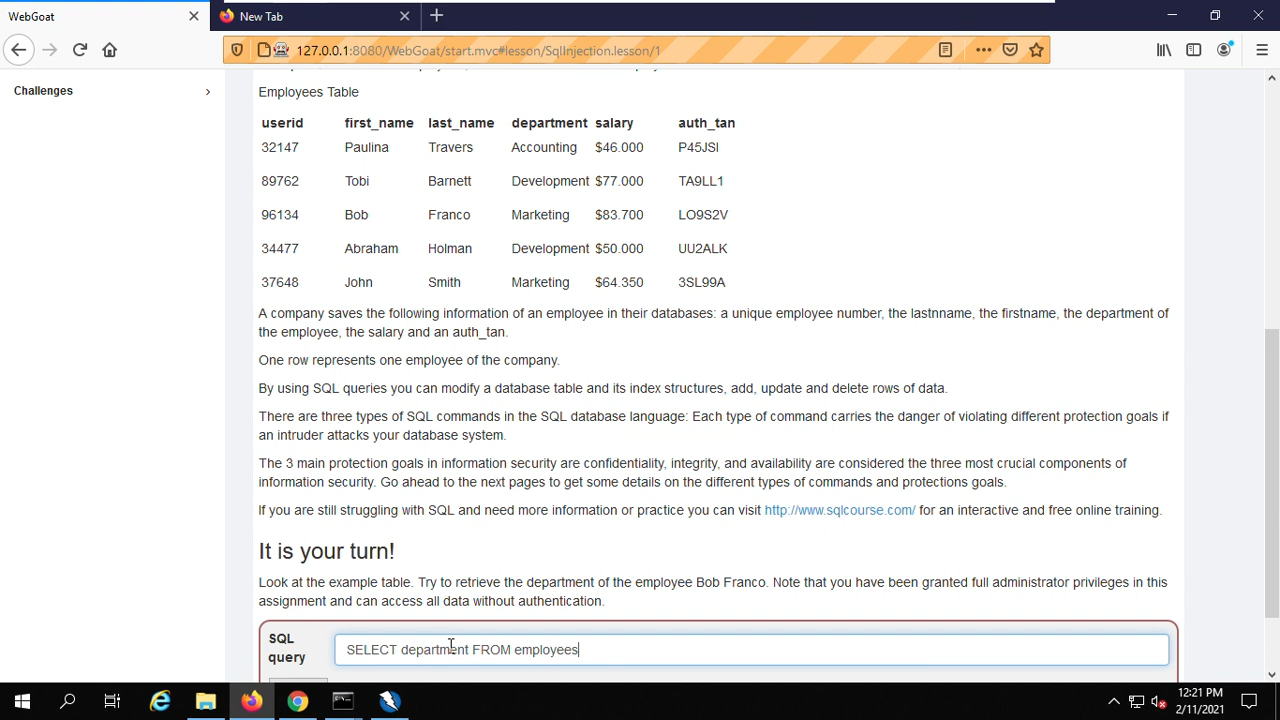 WebGoat
New Tab
127.0.0.1:8080/WebGoat/start.mvc#lesson/SqlInjection.lesson/1
Challenges
Employees Table
userid first_name last_name department salary auth_tan
32147 Paulina Travers Accounting $46.000 P45JSI
89762 Tobi Barnett Development $77.000 TA9LL1
96134 Bob Franco Marketing $83.700 LO9S2V
34477 Abraham Holman Development $50.000 UU2ALK
37648 John Smith Marketing $64.350 3SL99A
A company saves the following information of an employee in their databases: a unique employee number, the lastnname, the firstname, the department of
the employee, the salary and an auth_tan.
One row represents one employee of the company.
By using SQL queries you can modify a database table and its index structures, add, update and delete rows of data.
There are three types of SQL commands in the SQL database language: Each type of command carries the danger of violating different protection goals if
an intruder attacks your database system.
The 3 main protection goals in information security are confidentiality, integrity, and availability are considered the three most crucial components of
information security. Go ahead to the next pages to get some details on the different types of commands and protections goals.
If you are still struggling with SQL and need more information or practice you can visit http://www.sqlcourse.com/ for an interactive and free online training.
It is your turn!
Look at the example table. Try to retrieve the department of the employee Bob Franco. Note that you have been granted full administrator privileges in this
assignment and can access all data without authentication.
SQL
query
SELECT department FROM employees
12:21 PM
2/11/2021